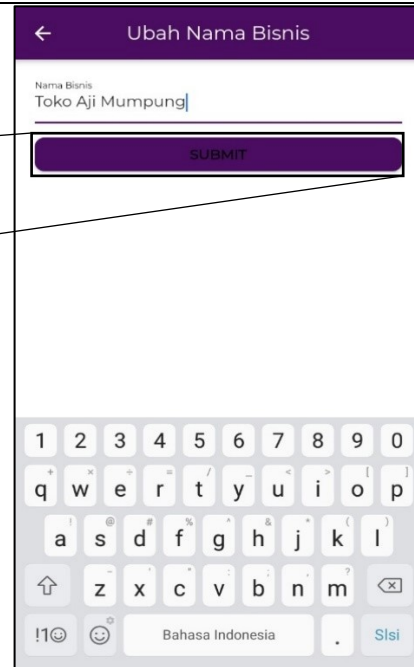 Ubah Nama Bisnis
Nama Bisnis
Toko Aji Mumpung
SUBMIT
1 2 3 4 5 6 7 8 9 0
q w e r t y u i o p
a s d f g h j k l
z x c v b n m
!1☺ Bahasa Indonesia . Slsi